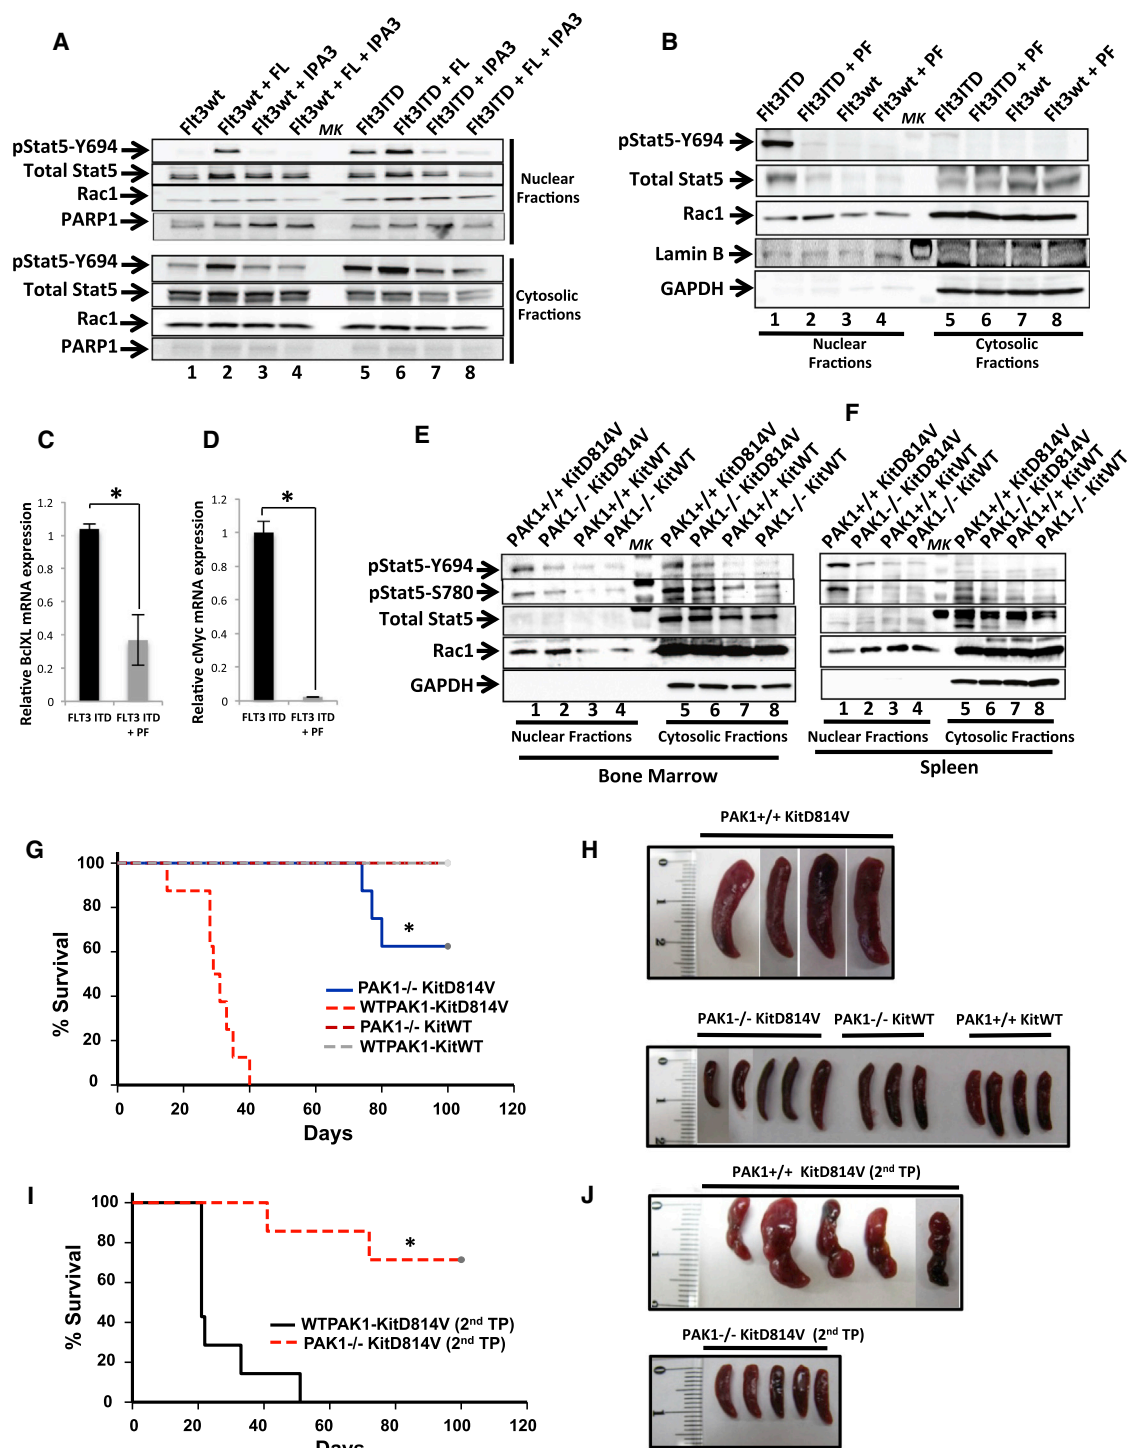 A
Flt3wt
Flt3wt + FL
Flt3wt + IPA3
Flt3wt + FL + IPA3
MK
Flt3ITD
Flt3ITD + FL
Flt3ITD + IPA3
Flt3ITD + FL + IPA3
pStat5-Y694
Total Stat5
Rac1
PARP1
Nuclear
Fractions
pStat5-Y694
Total Stat5
Rac1
PARP1
Cytosolic
Fractions
1 2 3 4 5 6 7 8
B
Flt3ITD
Flt3ITD + PF
Flt3wt
Flt3wt + PF
MK
Flt3ITD
Flt3ITD + PF
Flt3wt
Flt3wt + PF
pStat5-Y694
Total Stat5
Rac1
Lamin B
GAPDH
1 2 3 4 5 6 7 8
Nuclear
Fractions
Cytosolic
Fractions
C
Relative BclXL mRNA expression
1.2
1
0.8
0.6
0.4
0.2
0
*
FLT3 ITD
FLT3 ITD
+ PF
D
Relative cMyc mRNA expression
1.2
1
0.8
0.6
0.4
0.2
0
*
FLT3 ITD
FLT3 ITD
+ PF
E
PAK1+/+ KitD814V
PAK1-/- KitD814V
PAK1+/+ KitWT
PAK1-/- KitWT
MK
PAK1+/+ KitD814V
PAK1-/- KitD814V
PAK1+/+ KitWT
PAK1-/- KitWT
pStat5-Y694
pStat5-S780
Total Stat5
Rac1
GAPDH
1 2 3 4 5 6 7 8
Nuclear Fractions
Cytosolic Fractions
Bone Marrow
F
PAK1+/+ KitD814V
PAK1-/- KitD814V
PAK1+/+ KitWT
PAK1-/- KitWT
MK
PAK1+/+ KitD814V
PAK1-/- KitD814V
PAK1+/+ KitWT
PAK1-/- KitWT
1 2 3 4 5 6 7 8
Nuclear Fractions
Cytosolic Fractions
Spleen
G
% Survival
100
80
60
40
20
0
*
PAK1-/- KitD814V
WTPAK1-KitD814V
PAK1-/- KitWT
WTPAK1-KitWT
0 20 40 60 80 100 120
Days
H
PAK1+/+ KitD814V
0
1
2
PAK1-/- KitD814V
PAK1-/- KitWT
PAK1+/+ KitWT
0
1
2
I
% Survival
100
80
60
40
20
0
*
WTPAK1-KitD814V (2nd TP)
PAK1-/- KitD814V (2nd TP)
0 20 40 60 80 100 120
Days
J
PAK1+/+ KitD814V (2nd TP)
0
1
PAK1-/- KitD814V (2nd TP)
0
1